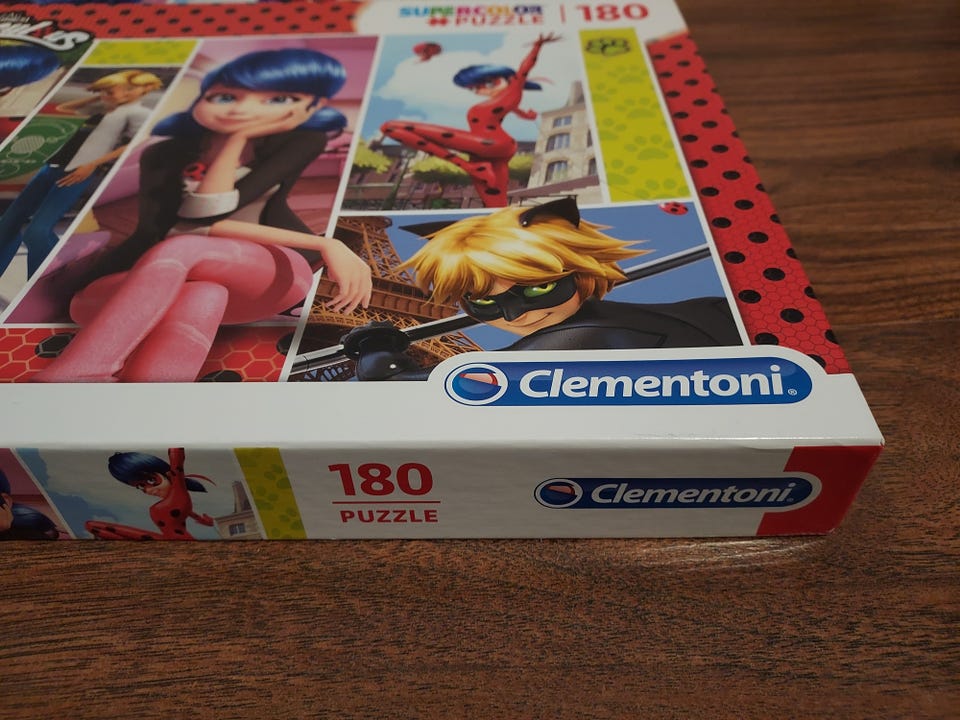 SUPERCOLOR
PUZZLE | 180
Clementoni®
180
PUZZLE
Clementoni